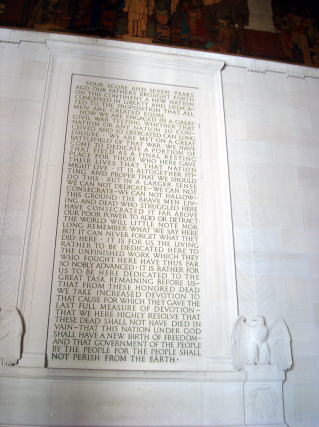 FOUR SCORE AND SEVEN YEARS
AGO OUR FATHERS BROUGHT FORTH
ON THIS CONTINENT A NEW NATION
CONCEIVED IN LIBERTY AND DEDICA-
TED TO THE PROPOSITION THAT ALL
MEN ARE CREATED EQUAL ·
NOW WE ARE ENGAGED IN A GREAT
CIVIL WAR TESTING WHETHER THAT
NATION OR ANY NATION SO CON-
CEIVED AND SO DEDICATED CAN LONG
ENDURE · WE ARE MET ON A GREAT
BATTLEFIELD OF THAT WAR · WE HAVE
COME TO DEDICATE A PORTION OF
THAT FIELD AS A FINAL RESTING
PLACE FOR THOSE WHO HERE GAVE
THEIR LIVES THAT THAT NATION
MIGHT LIVE · IT IS ALTOGETHER FIT-
TING AND PROPER THAT WE SHOULD
DO THIS · BUT IN A LARGER SENSE
WE CAN NOT DEDICATE~WE CAN NOT
CONSECRATE~WE CAN NOT HALLOW~
THIS GROUND · THE BRAVE MEN LIV-
ING AND DEAD WHO STRUGGLED HERE
HAVE CONSECRATED IT FAR ABOVE
OUR POOR POWER TO ADD OR DETRACT ·
THE WORLD WILL LITTLE NOTE NOR
LONG REMEMBER WHAT WE SAY HERE
BUT IT CAN NEVER FORGET WHAT THEY
DID HERE · IT IS FOR US THE LIVING
RATHER TO BE DEDICATED HERE TO
THE UNFINISHED WORK WHICH THEY
WHO FOUGHT HERE HAVE THUS FAR
SO NOBLY ADVANCED · IT IS RATHER FOR
US TO BE HERE DEDICATED TO THE
GREAT TASK REMAINING BEFORE US~
THAT FROM THESE HONORED DEAD
WE TAKE INCREASED DEVOTION TO
THAT CAUSE FOR WHICH THEY GAVE THE
LAST FULL MEASURE OF DEVOTION~
THAT WE HERE HIGHLY RESOLVE THAT
THESE DEAD SHALL NOT HAVE DIED IN
VAIN~THAT THIS NATION UNDER GOD
SHALL HAVE A NEW BIRTH OF FREEDOM~
AND THAT GOVERNMENT OF THE PEOPLE
BY THE PEOPLE FOR THE PEOPLE SHALL
NOT PERISH FROM THE EARTH ·